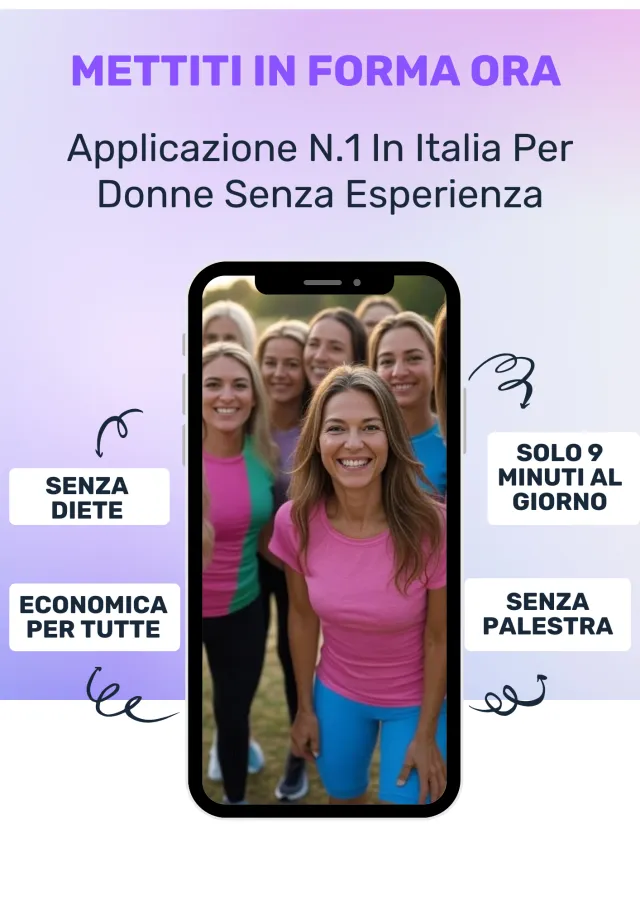 METTITI IN FORMA ORA
Applicazione N.1 In Italia Per
Donne Senza Esperienza
SENZA
DIETE
SOLO 9
MINUTI AL
GIORNO
ECONOMICA
PER TUTTE
SENZA
PALESTRA